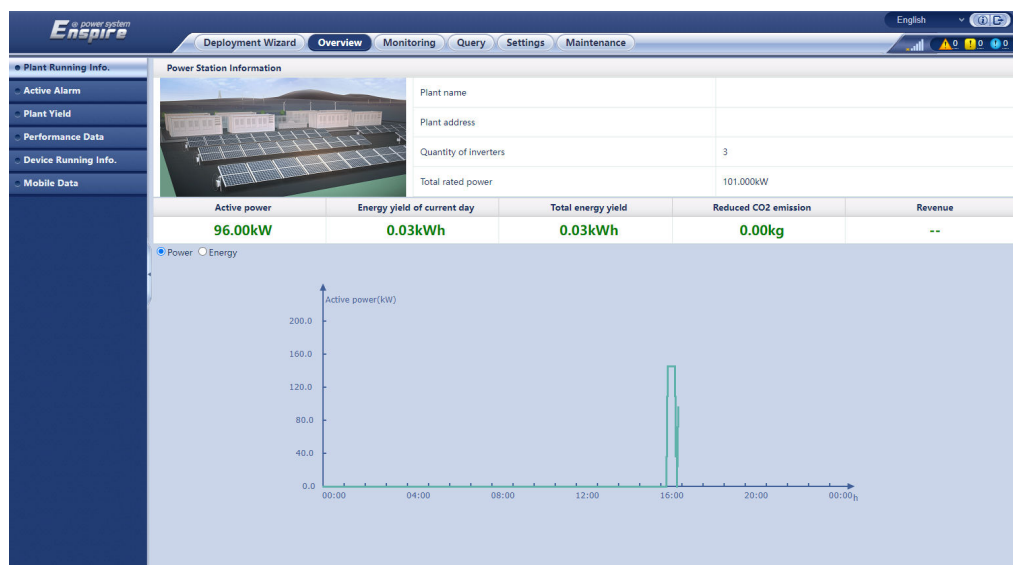 English
@ power system
Enspire
Deployment Wizard Overview Monitoring Query Settings Maintenance
0 0 0
Plant Running Info.
Active Alarm
Plant Yield
Performance Data
Device Running Info.
Mobile Data
Power Station Information
Plant name
Plant address
Quantity of inverters 3
Total rated power 101.000kW
Active power Energy yield of current day Total energy yield Reduced CO2 emission Revenue
96.00kW 0.03kWh 0.03kWh 0.00kg --
Power Energy
Active power(kW)
200.0
160.0
120.0
80.0
40.0
0.0
00:00 04:00 08:00 12:00 16:00 20:00 00:00 h